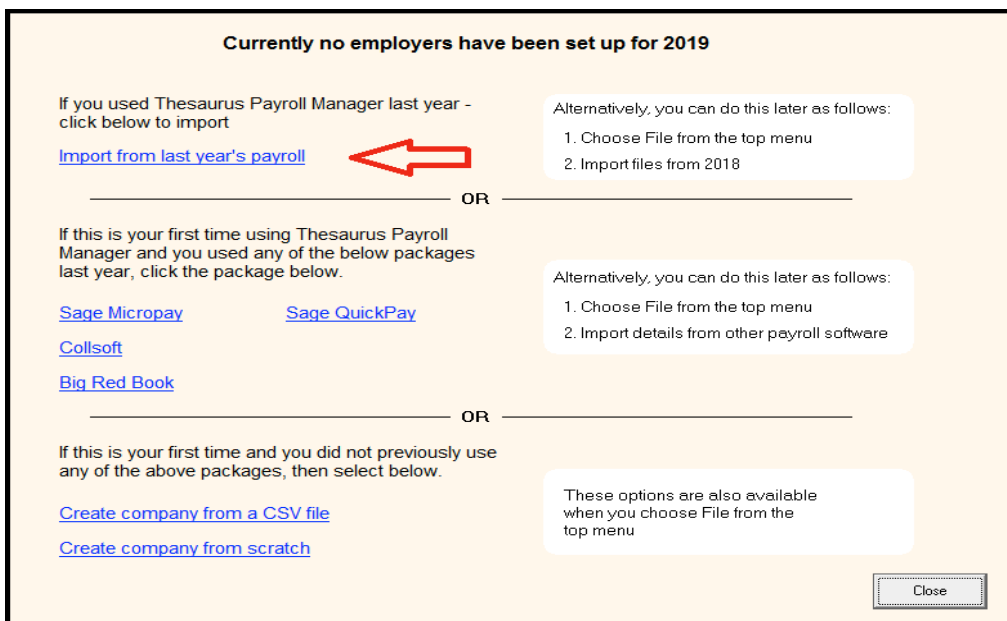 Currently no employers have been set up for 2019
If you used Thesaurus Payroll Manager last year -
click below to import
Import from last year's payroll
Alternatively, you can do this later as follows:
1. Choose File from the top menu
2. Import files from 2018
OR
If this is your first time using Thesaurus Payroll
Manager and you used any of the below packages
last year, click the package below.
Sage Micropay
Sage QuickPay
Collsoft
Big Red Book
Alternatively, you can do this later as follows:
1. Choose File from the top menu
2. Import details from other payroll software
OR
If this is your first time and you did not previously use
any of the above packages, then select below.
Create company from a CSV file
Create company from scratch
These options are also available
when you choose File from the
top menu
Close